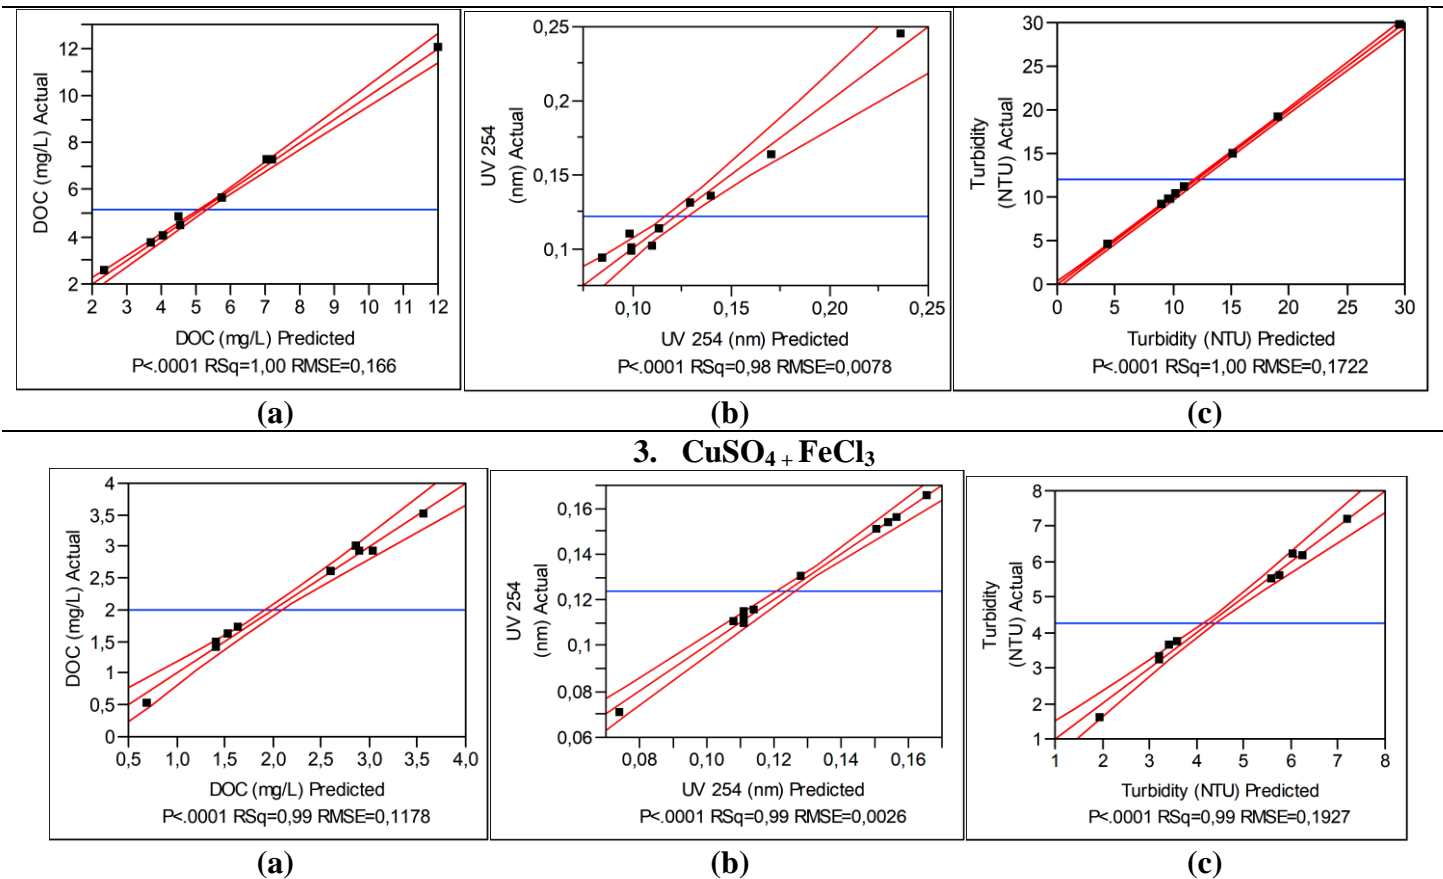 DOC (mg/L) Actual
12
10
8
6
4
2
2 3 4 5 6 7 8 9 10 11 12
DOC (mg/L) Predicted
P<.0001 RSq=1,00 RMSE=0,166
UV 254
(nm) Actual
0,25
0,2
0,15
0,1
0,10 0,15 0,20 0,25
UV 254 (nm) Predicted
P<.0001 RSq=0,98 RMSE=0,0078
Turbidity
(NTU) Actual
30
25
20
15
10
5
0
0 5 10 15 20 25 30
Turbidity (NTU) Predicted
P<.0001 RSq=1,00 RMSE=0,1722
(a) (b) (c)
3. CuSO4 + FeCl3
DOC (mg/L) Actual
4
3,5
3
2,5
2
1,5
1
0,5
0
0,5 1,0 1,5 2,0 2,5 3,0 3,5 4,0
DOC (mg/L) Predicted
P<.0001 RSq=0,99 RMSE=0,1178
UV 254
(nm) Actual
0,16
0,14
0,12
0,1
0,08
0,06
0,08 0,10 0,12 0,14 0,16
UV 254 (nm) Predicted
P<.0001 RSq=0,99 RMSE=0,0026
Turbidity
(NTU) Actual
8
7
6
5
4
3
2
1
1 2 3 4 5 6 7 8
Turbidity (NTU) Predicted
P<.0001 RSq=0,99 RMSE=0,1927
(a) (b) (c)